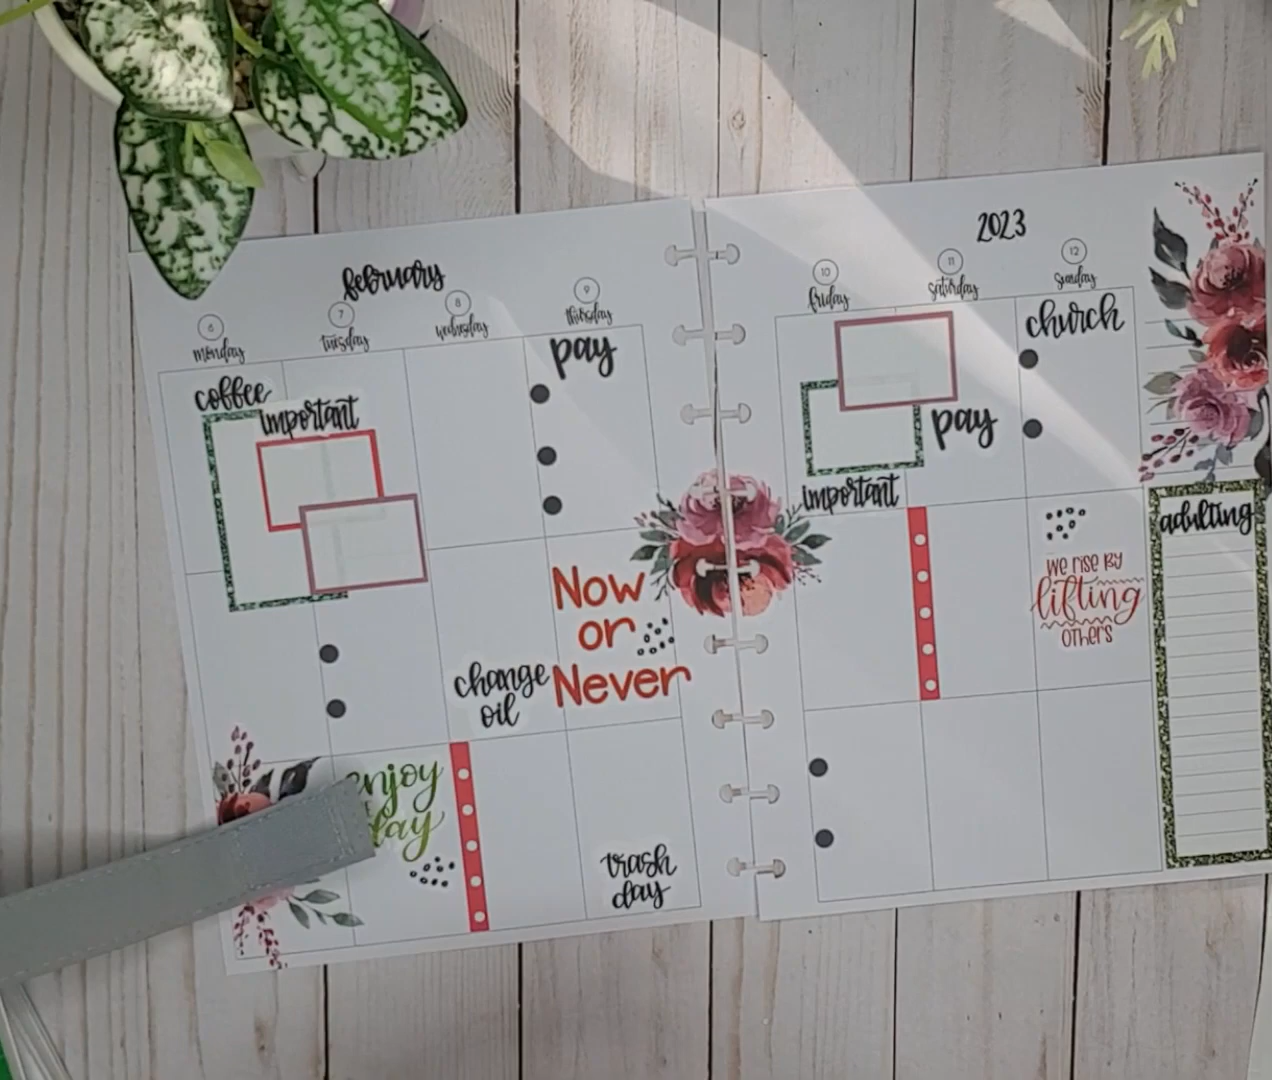 february
2023
6
monday
7
tuesday
8
wednesday
9
thursday
10
friday
11
saturday
12
sunday
coffee
important
pay
church
pay
important
adulting
Now
or
Never
we rise by
lifting
others
change
oil
enjoy
day
trash
day